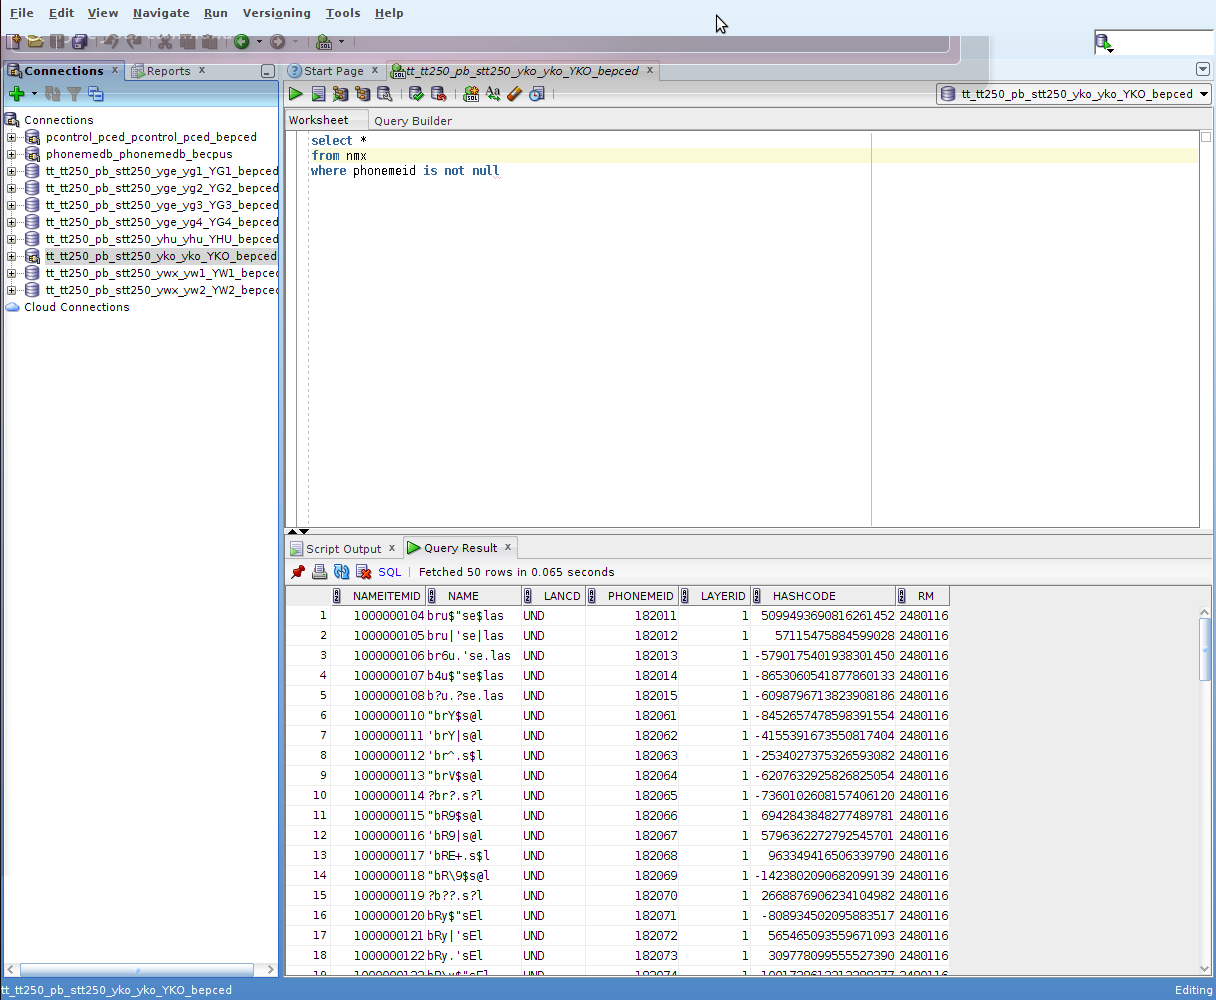 File Edit View Navigate Run Versioning Tools Help
Connections x Reports x
Start Page x tt_tt250_pb_stt250_yko_yko_YKO_bepced x
tt_tt250_pb_stt250_yko_yko_YKO_bepced
Worksheet Query Builder
Connections
pcontrol_pced_pcontrol_pced_bepced
phonemedb_phonemedb_becpus
tt_tt250_pb_stt250_yge_yg1_YG1_bepced
tt_tt250_pb_stt250_yge_yg2_YG2_bepced
tt_tt250_pb_stt250_yge_yg3_YG3_bepced
tt_tt250_pb_stt250_yge_yg4_YG4_bepced
tt_tt250_pb_stt250_yhu_yhu_YHU_bepced
tt_tt250_pb_stt250_yko_yko_YKO_bepced
tt_tt250_pb_stt250_ywx_yw1_YW1_bepced
tt_tt250_pb_stt250_ywx_yw2_YW2_bepced
Cloud Connections
select *
from nmx
where phonemeid is not null
Script Output x Query Result x
SQL | Fetched 50 rows in 0.065 seconds
NAMEITEMID NAME LANCD PHONEMEID LAYERID HASHCODE RM
1 1000000104 bru$"se$las UND 182011 1 5099493690816261452 2480116
2 1000000105 bru|'se|las UND 182012 1 57115475884599028 2480116
3 1000000106 br6u.'se.las UND 182013 1 -5790175401938301450 2480116
4 1000000107 b4u$"se$las UND 182014 1 -8653060541877860133 2480116
5 1000000108 b?u.?se.las UND 182015 1 -6098796713823908186 2480116
6 1000000110 "brY$s@l UND 182061 1 -8452657478598391554 2480116
7 1000000111 'brY|s@l UND 182062 1 -4155391673550817404 2480116
8 1000000112 'br^.s$l UND 182063 1 -2534027375326593082 2480116
9 1000000113 "brV$s@l UND 182064 1 -6207632925826825054 2480116
10 1000000114 ?br?.s?l UND 182065 1 -7360102608157406120 2480116
11 1000000115 "bR9$s@l UND 182066 1 6942843848277489781 2480116
12 1000000116 'bR9|s@l UND 182067 1 5796362272792545701 2480116
13 1000000117 'bRE+.s$l UND 182068 1 963349416506339790 2480116
14 1000000118 "bR\9$s@l UND 182069 1 -1423802090682099139 2480116
15 1000000119 ?b??.s?l UND 182070 1 2668876906234104982 2480116
16 1000000120 bRy$"sEl UND 182071 1 -808934502095883517 2480116
17 1000000121 bRy|'sEl UND 182072 1 565465093559671093 2480116
18 1000000122 bRy.'sEl UND 182073 1 309778099555527390 2480116
tt_tt250_pb_stt250_yko_yko_YKO_bepced Editing